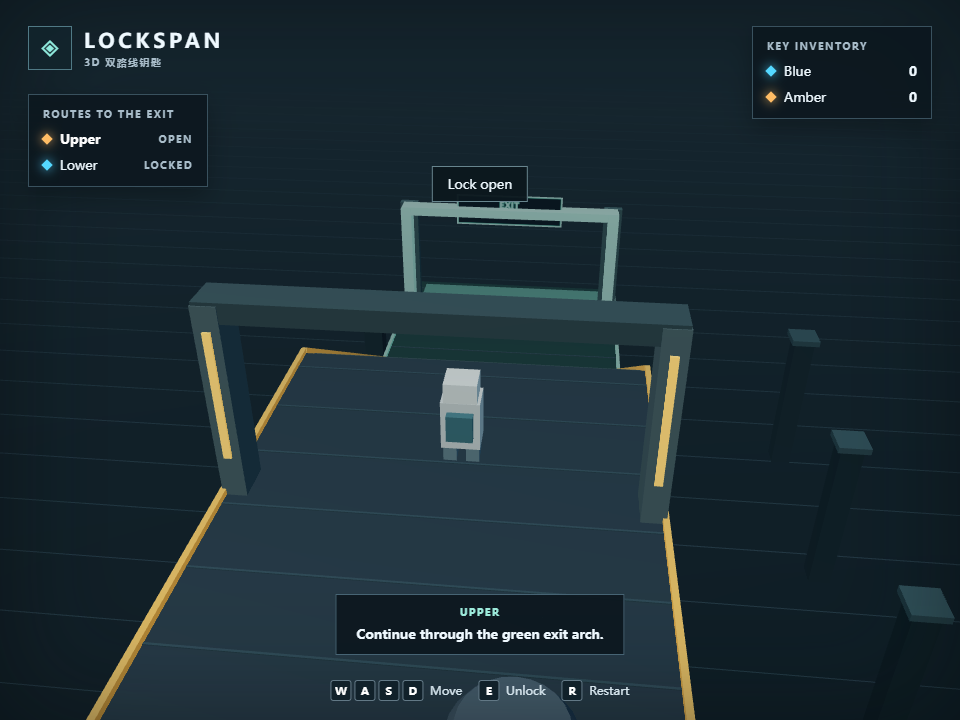 LOCKSPAN
3D 双路线钥匙
ROUTES TO THE EXIT
Upper OPEN
Lower LOCKED
KEY INVENTORY
Blue 0
Amber 0
Lock open
EXIT
UPPER
Continue through the green exit arch.
W A S D Move E Unlock R Restart